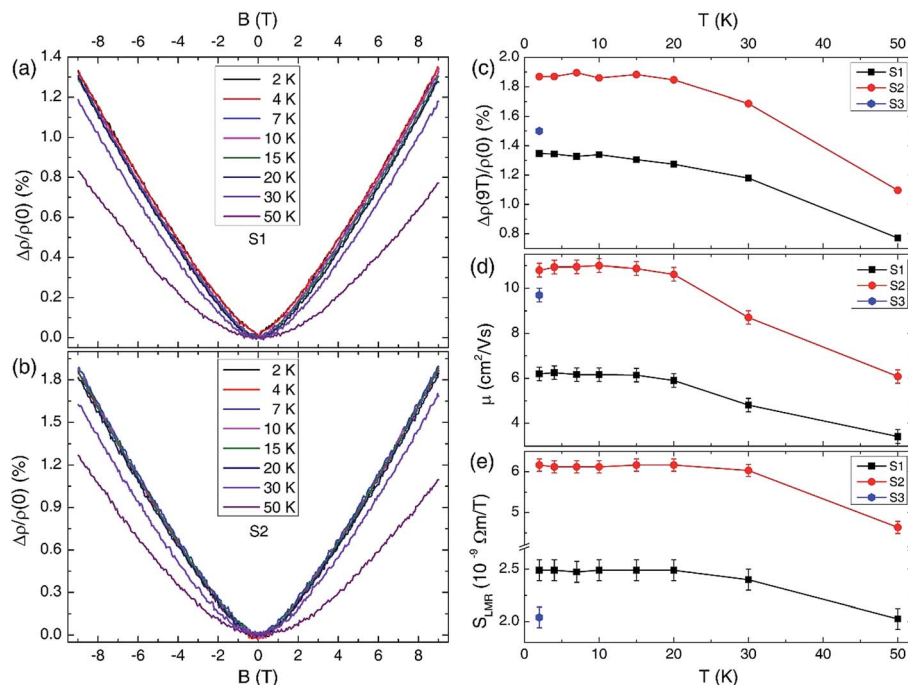 B (T)
-8 -6 -4 -2 0 2 4 6 8
(a)
1.4
1.2
1.0
0.8
0.6
0.4
0.2
0.0
Δρ/ρ(0) (%)
2 K
4 K
7 K
10 K
15 K
20 K
30 K
50 K
S1
(b)
1.8
1.5
1.2
0.9
0.6
0.3
0.0
Δρ/ρ(0) (%)
2 K
4 K
7 K
10 K
15 K
20 K
30 K
50 K
S2
-8 -6 -4 -2 0 2 4 6 8
B (T)
T (K)
0 10 20 30 40 50
(c)
2.0
1.8
1.6
1.4
1.2
1.0
0.8
Δρ(9T)/ρ(0) (%)
S1
S2
S3
(d)
10
8
6
4
μ (cm²/Vs)
S1
S2
S3
(e)
6
5
2.5
2.0
S_LMR (10⁻⁹ Ωm/T)
S1
S2
S3
0 10 20 30 40 50
T (K)